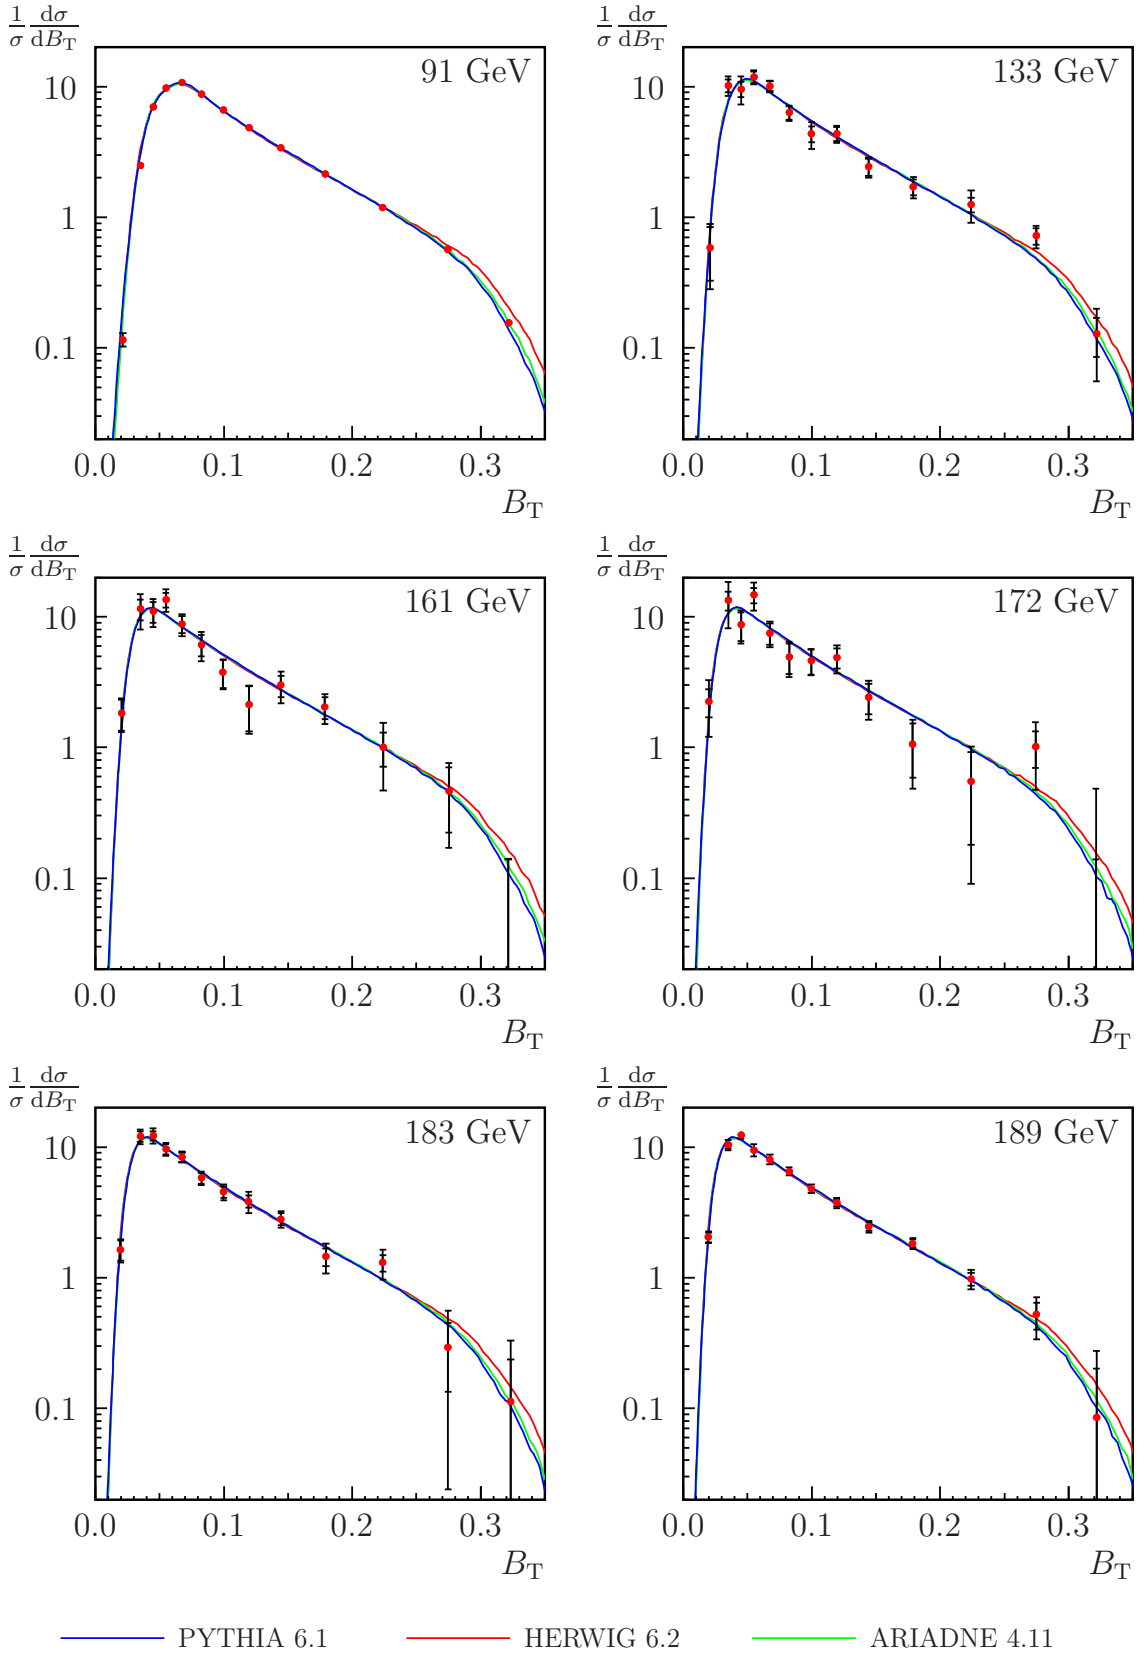 1/σ dσ/dB_T 1/σ dσ/dB_T
91 GeV 133 GeV
10 10
1 1
0.1 0.1
0.0 0.1 0.2 0.3 0.0 0.1 0.2 0.3
B_T B_T
1/σ dσ/dB_T 1/σ dσ/dB_T
161 GeV 172 GeV
10 10
1 1
0.1 0.1
0.0 0.1 0.2 0.3 0.0 0.1 0.2 0.3
B_T B_T
1/σ dσ/dB_T 1/σ dσ/dB_T
183 GeV 189 GeV
10 10
1 1
0.1 0.1
0.0 0.1 0.2 0.3 0.0 0.1 0.2 0.3
B_T B_T
PYTHIA 6.1 HERWIG 6.2 ARIADNE 4.11